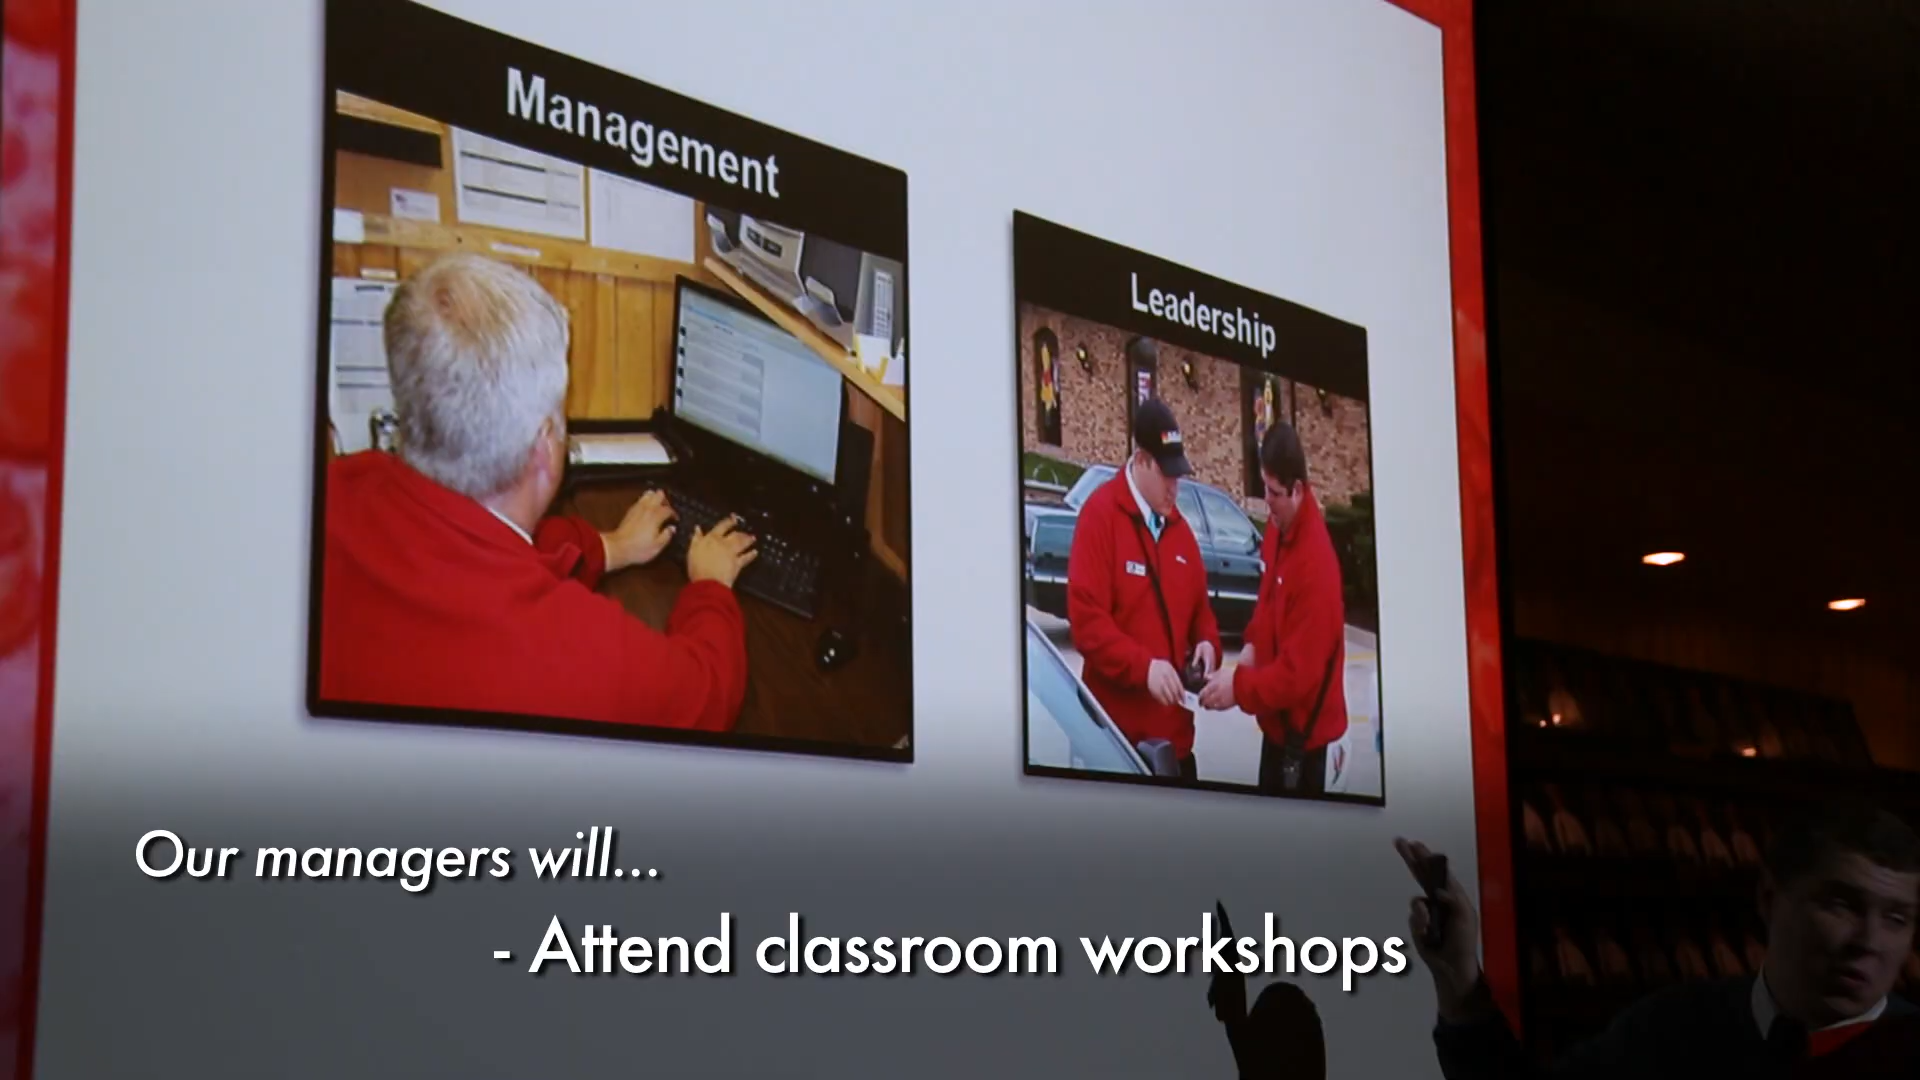 Management
Leadership
Our managers will...
- Attend classroom workshops